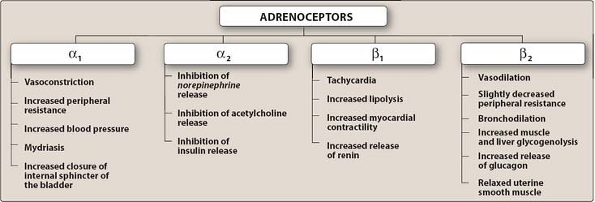 ADRENOCEPTORS
α1
Vasoconstriction
Increased peripheral
resistance
Increased blood pressure
Mydriasis
Increased closure of
internal sphincter of
the bladder
α2
Inhibition of
norepinephrine
release
Inhibition of acetylcholine
release
Inhibition of
insulin release
β1
Tachycardia
Increased lipolysis
Increased myocardial
contractility
Increased release
of renin
β2
Vasodilation
Slightly decreased
peripheral resistance
Bronchodilation
Increased muscle
and liver glycogenolysis
Increased release
of glucagon
Relaxed uterine
smooth muscle